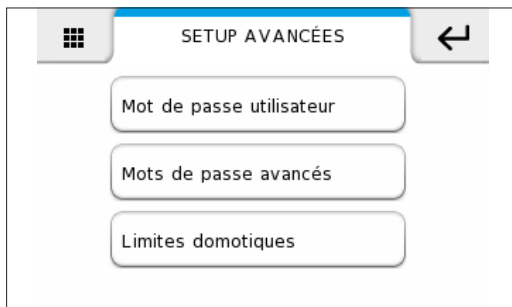 SETUP AVANCÉES
Mot de passe utilisateur
Mots de passe avancés
Limites domotiques